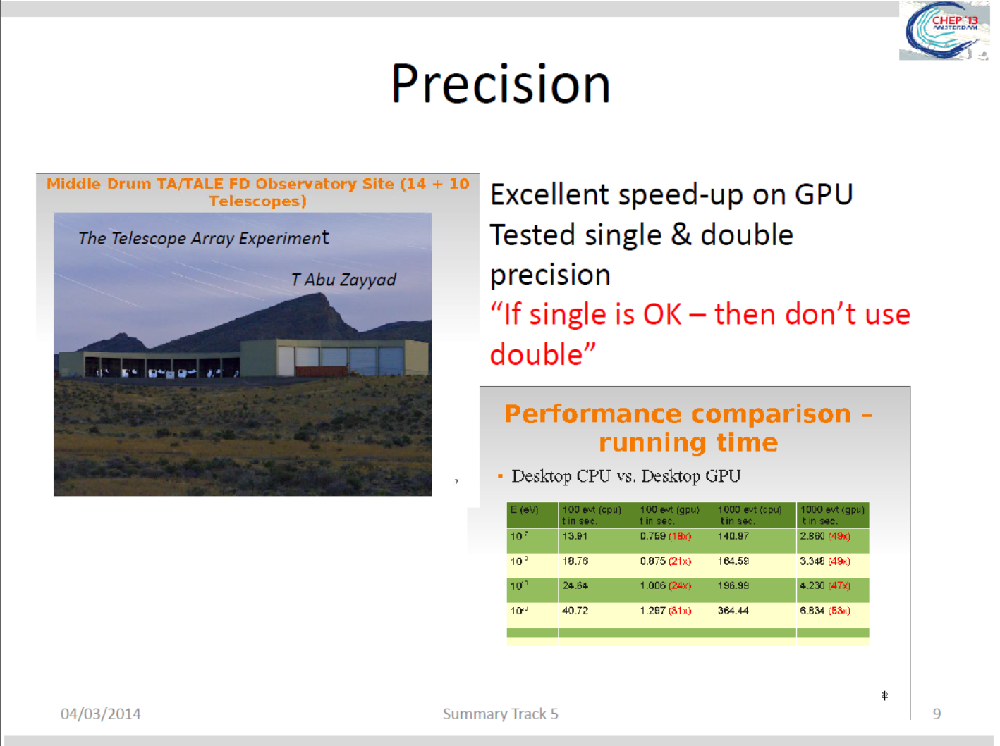 CHEP '13
AMSTERDAM
Precision
Middle Drum TA/TALE FD Observatory Site (14 + 10
Telescopes)
The Telescope Array Experiment
T Abu Zayyad
7
Excellent speed-up on GPU
Tested single & double
precision
“If single is OK – then don’t use
double”
Performance comparison –
running time
▪ Desktop CPU vs. Desktop GPU
E (eV) 100 evt (cpu) 100 evt (gpu) 1000 evt (cpu) 1000 evt (gpu)
t in sec. t in sec. t in sec. t in sec.
13.91 0.759 (18x) 140.97 2.860 (49x)
18.76 0.875 (21x) 164.59 3.348 (49x)
24.64 1.006 (24x) 196.99 4.230 (47x)
40.72 1.297 (31x) 364.44 6.834 (53x)
04/03/2014
Summary Track 5
9